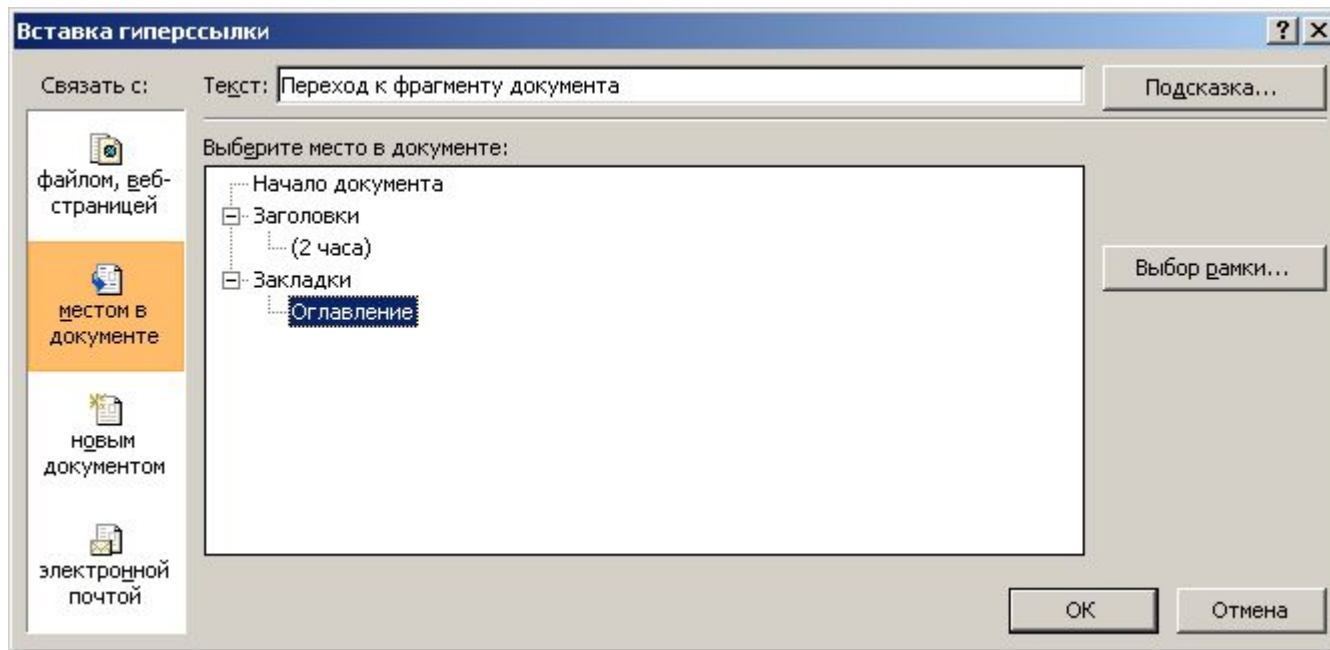 Вставка гиперссылки
Связать с:
Текст: Переход к фрагменту документа
Подсказка...
файлом, веб-
страницей
местом в
документе
новым
документом
электронной
почтой
Выберите место в документе:
Начало документа
Заголовки
(2 часа)
Закладки
Оглавление
Выбор рамки...
ОК
Отмена